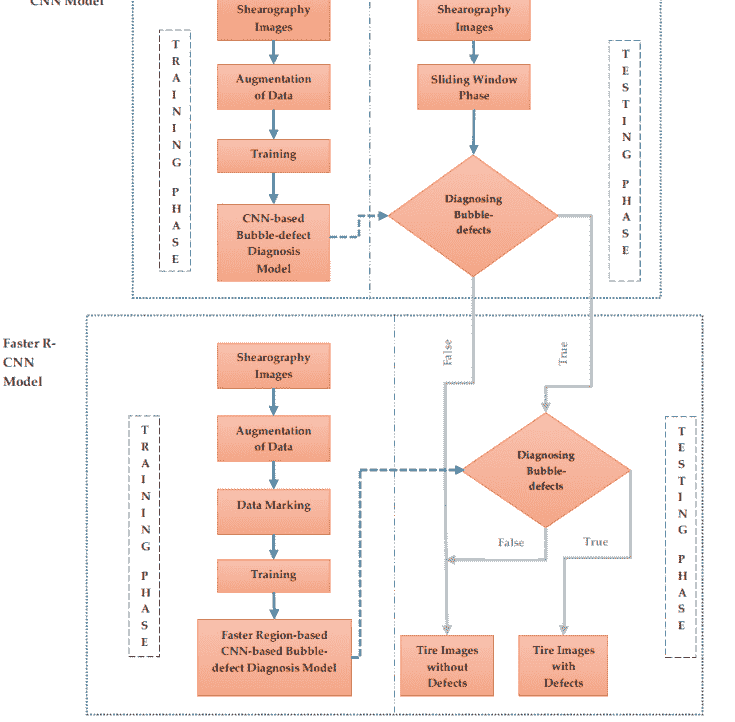 CNN Model
Shearography
Images
Augmentation
of Data
Training
CNN-based
Bubble-defect
Diagnosis
Model
T
R
A
I
N
I
N
G
P
H
A
S
E
Shearography
Images
Sliding Window
Phase
Diagnosing
Bubble-
defects
T
E
S
T
I
N
G
P
H
A
S
E
False
True
Faster R-
CNN
Model
T
R
A
I
N
I
N
G
P
H
A
S
E
Shearography
Images
Augmentation
of Data
Data Marking
Training
Faster Region-based
CNN-based Bubble-
defect Diagnosis Model
Diagnosing
Bubble-
defects
False
True
Tire Images
without
Defects
Tire Images
with
Defects
T
E
S
T
I
N
G
P
H
A
S
E